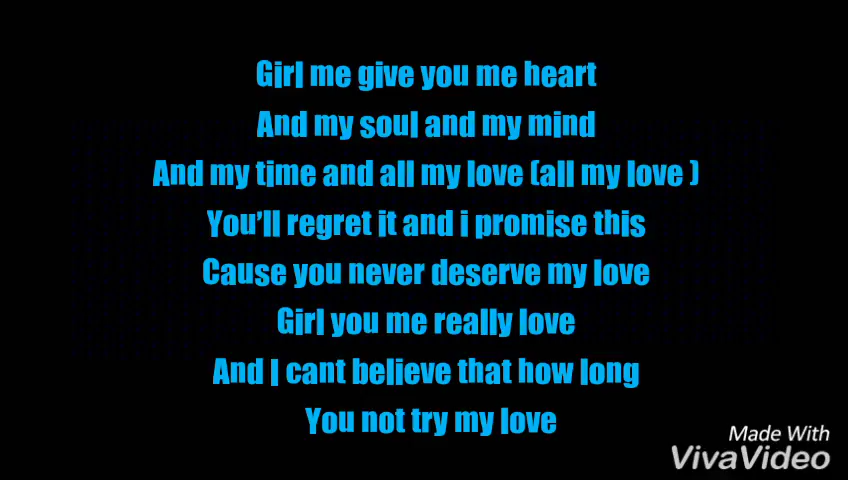 Girl me give you me heart
And my soul and my mind
And my time and all my love (all my love )
You'll regret it and i promise this
Cause you never deserve my love
Girl you me really love
And I cant believe that how long
You not try my love
Made With
VivaVideo